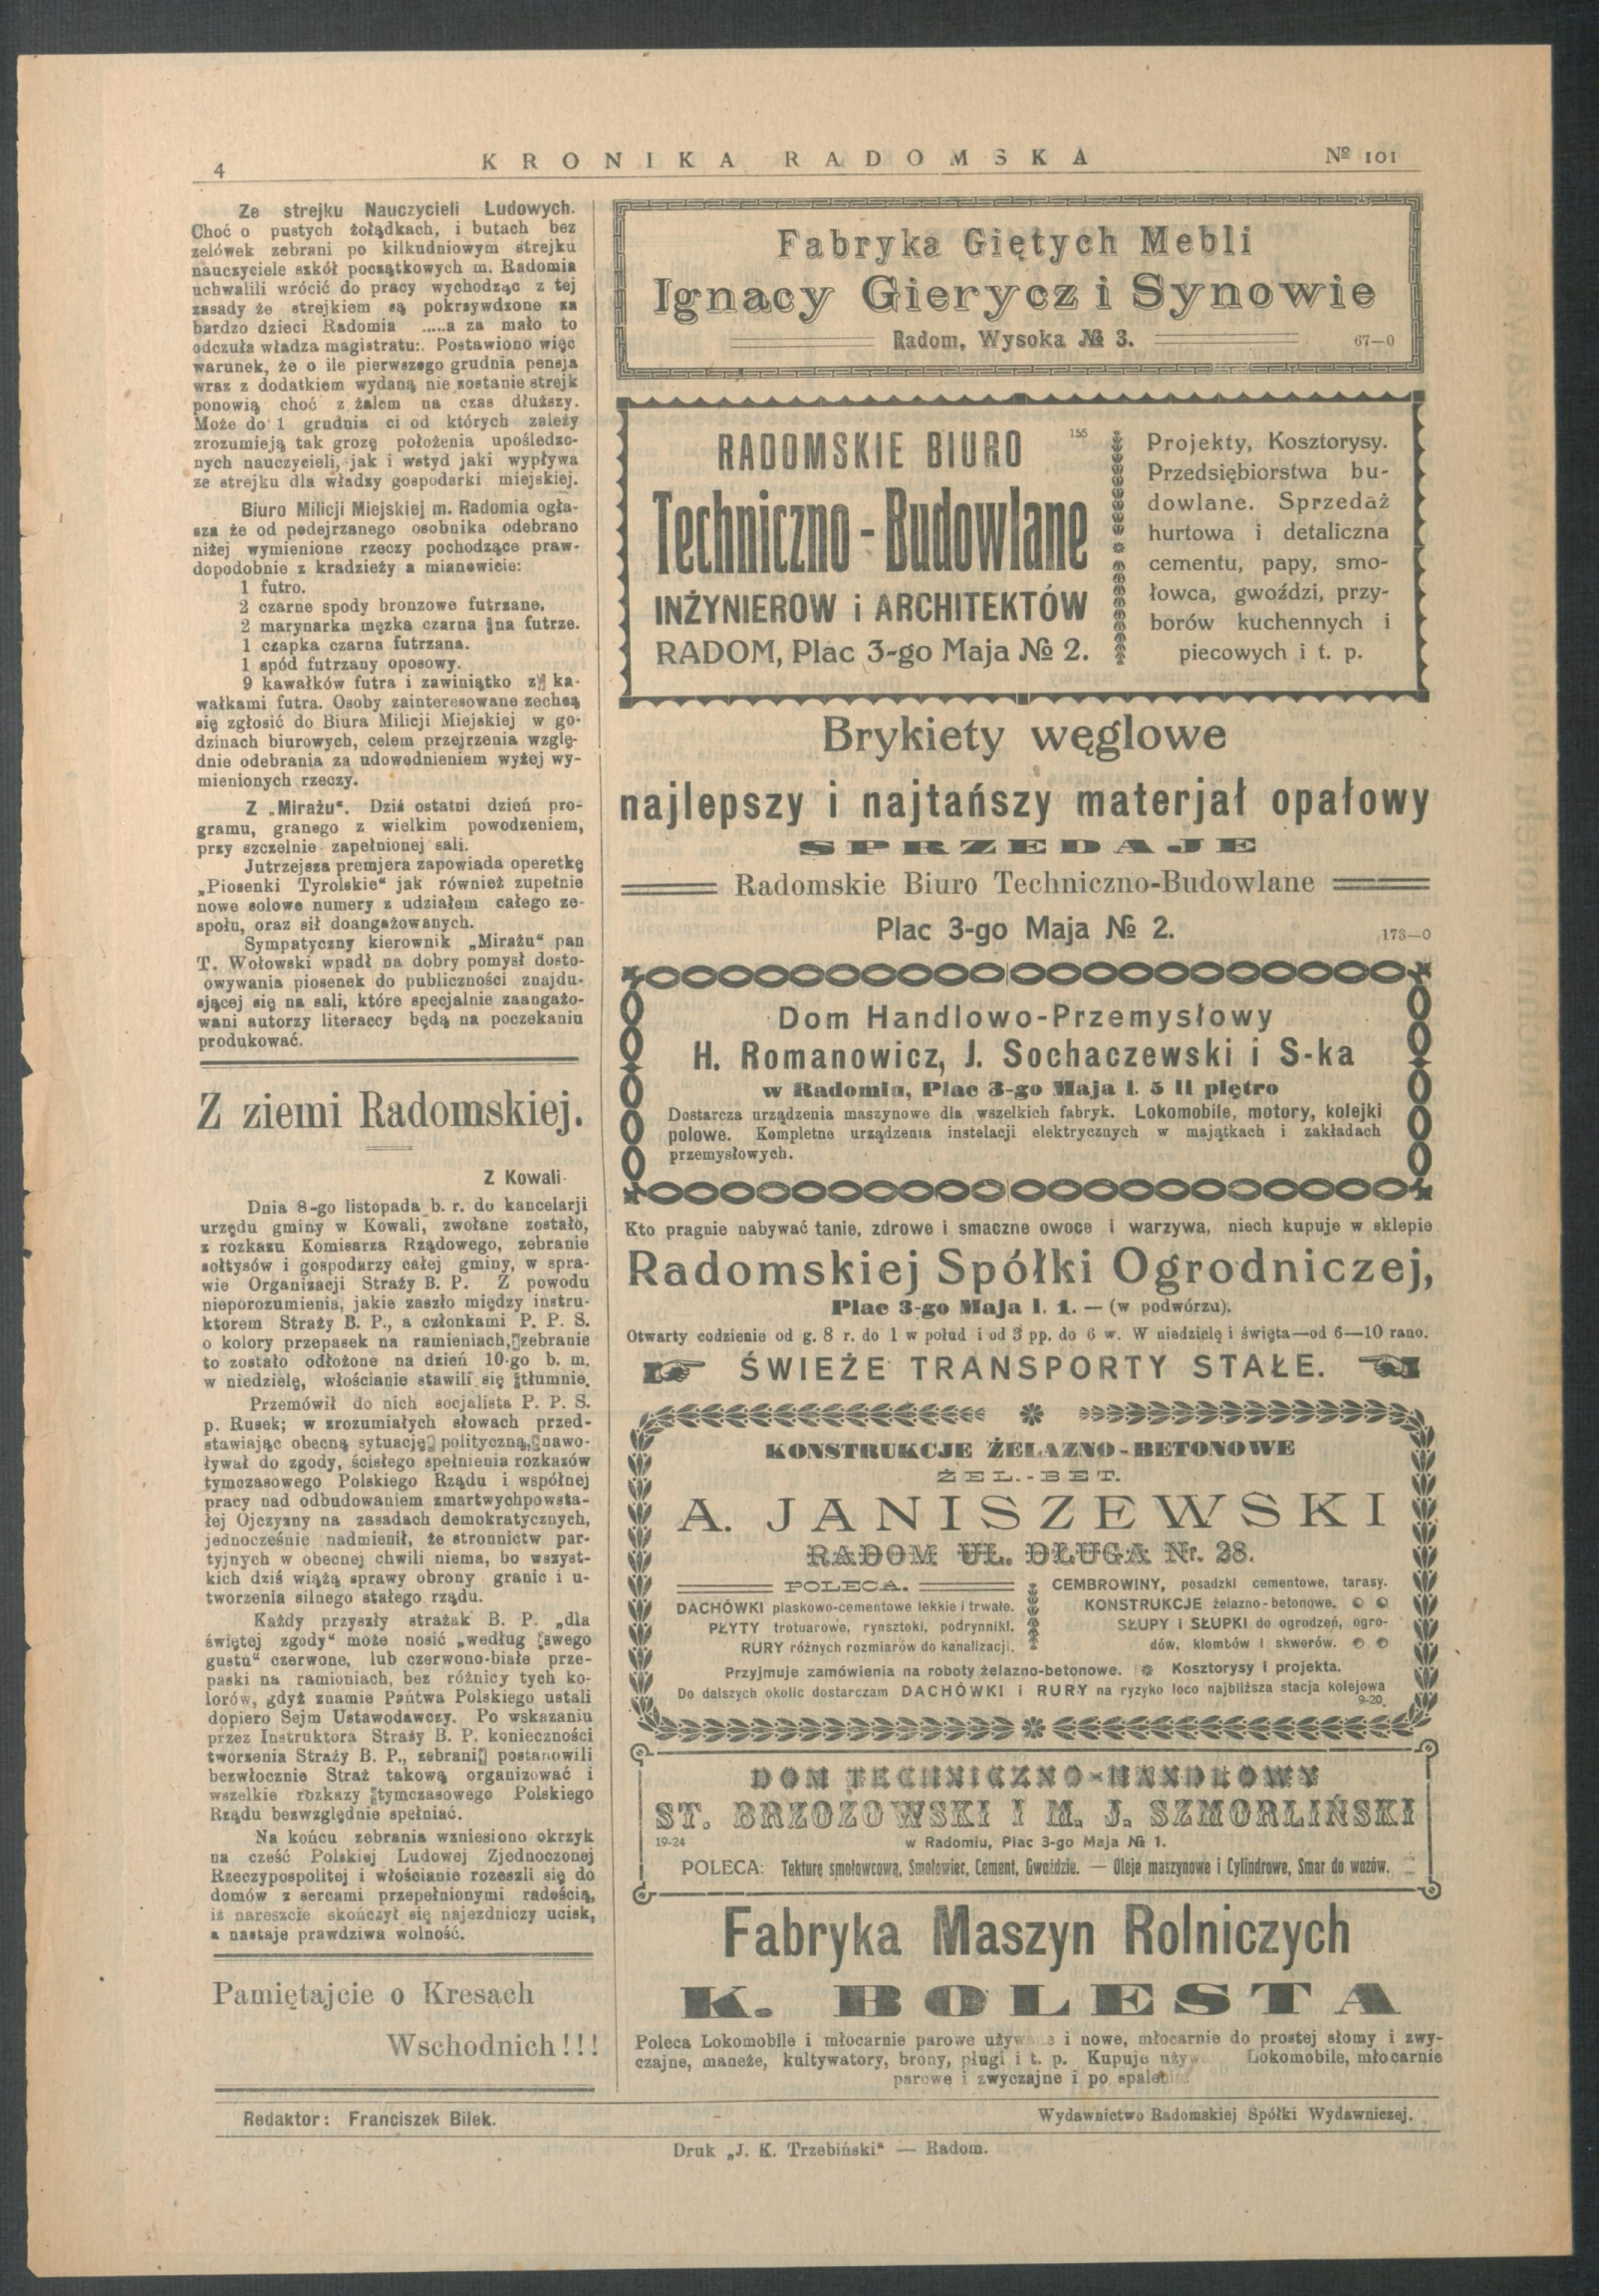 4
KRONIKA RADOMSKA
№ 101
Ze strejku Nauczycieli Ludowych.
Choć o pustych żołądkach, i butach bez
zelówek zebrani po kilkudniowym strejku
nauczyciele szkół początkowych m. Radomia
uchwalili wrócić do pracy wychodząc z tej
zasady że strejkiem są pokrzywdzone za
bardzo dzieci Radomia .....a za mało to
odczuła władza magistratu:. Postawiono więc
warunek, że o ile pierwszego grudnia pensja
wraz z dodatkiem wydaną nie zostanie strejk
ponowią choć z żalem na czas dłuższy.
Może do 1 grudnia ci od których zależy
zrozumieją tak grozę położenia upośledzo-
nych nauczycieli, jak i wstyd jaki wypływa
ze strejku dla władzy gospodarki miejskiej.
Biuro Milicji Miejskiej m. Radomia ogła-
sza że od podejrzanego osobnika odebrano
niżej wymienione rzeczy pochodzące praw-
dopodobnie z kradzieży a mianowicie:
1 futro.
2 czarne spody bronzowe futrzane,
2 marynarka męzka czarna na futrze.
1 czapka czarna futrzana.
1 spód futrzany oposowy.
9 kawałków futra i zawiniątko z ka-
wałkami futra. Osoby zainteresowane zechcą
się zgłosić do Biura Milicji Miejskiej w go-
dzinach biurowych, celem przejrzenia wzglę-
dnie odebrania za udowodnieniem wyżej wy-
mienionych rzeczy.
Z „Mirażu“. Dziś ostatni dzień pro-
gramu, granego z wielkim powodzeniem,
przy szczelnie zapełnionej sali.
Jutrzejsza premjera zapowiada operetkę
„Piosenki Tyrolskie“ jak również zupełnie
nowe solowe numery z udziałem całego ze-
społu, oraz sił doangażowanych.
Sympatyczny kierownik „Mirażu“ pan
T. Wołowski wpadł na dobry pomysł dosto-
owywania piosenek do publiczności znajdu-
sjącej się na sali, które specjalnie zaangażo-
wani autorzy literaccy będą na poczekaniu
produkować.
Z ziemi Radomskiej.
Z Kowali
Dnia 8-go listopada b. r. do kancelarji
urzędu gminy w Kowali, zwołane zostało,
z rozkazu Komisarza Rządowego, zebranie
sołtysów i gospodarzy całej gminy, w spra-
wie Organizacji Straży B. P. Z powodu
nieporozumienia, jakie zaszło między instru-
ktorem Straży B. P., a członkami P. P. S.
o kolory przepasek na ramieniach, zebranie
to zostało odłożone na dzień 10-go b. m.
w niedzielę, włościanie stawili się tłumnie.
Przemówił do nich socjalista P. P. S.
p. Rusek; w zrozumiałych słowach przed-
stawiając obecną sytuację polityczną, nawo-
ływał do zgody, ścisłego spełnienia rozkazów
tymczasowego Polskiego Rządu i wspólnej
pracy nad odbudowaniem zmartwychpowsta-
łej Ojczyzny na zasadach demokratycznych,
jednocześnie nadmienił, że stronnictw par-
tyjnych w obecnej chwili niema, bo wszyst-
kich dziś wiążą sprawy obrony granic i u-
tworzenia silnego stałego rządu.
Każdy przyszły strażak B. P. „dla
świętej zgody“ może nosić „według swego
gustu“ czerwone, lub czerwono-białe prze-
paski na ramionach, bez różnicy tych ko-
lorów, gdyż znamie Pańtwa Polskiego ustali
dopiero Sejm Ustawodawczy. Po wskazaniu
przez Instruktora Straży B. P. konieczności
tworzenia Straży B. P., zebrani postanowili
bezwłocznie Straż takową organizować i
wszelkie rozkazy tymczasowego Polskiego
Rządu bezwzględnie spełniać.
Na końcu zebrania wzniesiono okrzyk
na cześć Polskiej Ludowej Zjednoczonej
Rzeczypospolitej i włościanie rozeszli się do
domów z sercami przepełnionymi radością,
iż nareszcie skończył się najezdniczy ucisk,
a nastaje prawdziwa wolność.
Pamiętajcie o Kresach
Wschodnich!!!
Fabryka Giętych Mebli
Ignacy Gierycz i Synowie
Radom, Wysoka № 3.
67—0
RADOMSKIE BIURO
155
Techniczno - Budowlane
INŻYNIEROW i ARCHITEKTÓW
RADOM, Plac 3-go Maja № 2.
Projekty, Kosztorysy.
Przedsiębiorstwa bu-
dowlane. Sprzedaż
hurtowa i detaliczna
cementu, papy, smo-
łowca, gwoździ, przy-
borów kuchennych i
piecowych i t. p.
Brykiety węglowe
najlepszy i najtańszy materjał opałowy
SPRZEDAJE
Radomskie Biuro Techniczno-Budowlane
Plac 3-go Maja № 2.
173—0
Dom Handlowo-Przemysłowy
H. Romanowicz, J. Sochaczewski i S-ka
w Radomiu, Plac 3-go Maja l. 5 II piętro
Dostarcza urządzenia maszynowe dla wszelkich fabryk. Lokomobile, motory, kolejki
polowe. Kompletne urządzenia instelacji elektrycznych w majątkach i zakładach
przemysłowych.
Kto pragnie nabywać tanie, zdrowe i smaczne owoce i warzywa, niech kupuje w sklepie
Radomskiej Spółki Ogrodniczej,
Plac 3-go Maja l. 1. — (w podwórzu).
Otwarty codzienie od g. 8 r. do 1 w połud i od 3 pp. do 6 w. W niedzielę i święta—od 6—10 rano.
ŚWIEŻE TRANSPORTY STAŁE.
KONSTRUKCJE ŻELAZNO-BETONOWE
ŻEL.-BET.
A. JANISZEWSKI
RADOM UL. DŁUGA Nr. 28.
POLECA.
DACHÓWKI piaskowo-cementowe lekkie i trwałe.
PŁYTY trotuarowe, rynsztoki, podrynniki.
RURY różnych rozmiarów do kanalizacji.
CEMBROWINY, posadzki cementowe, tarasy.
KONSTRUKCJE żelazno-betonowe.
SŁUPY i SŁUPKI do ogrodzeń, ogro-
dów, klombów i skwerów.
Przyjmuje zamówienia na roboty żelazno-betonowe. Kosztorysy i projekta.
Do dalszych okolic dostarczam DACHÓWKI i RURY na ryzyko loco najbliższa stacja kolejowa
9-20.
DOM TECHNICZNO-HANDLOWY
ST. BRZOZOWSKI I M. J. SZMORLIŃSKI
19-24
w Radomiu, Plac 3-go Maja № 1.
POLECA: Tekturę smołowcową, Smołowiec, Cement, Gwoździe. — Oleje maszynowe i Cylindrowe, Smar do wozów.
Fabryka Maszyn Rolniczych
K. BOLESTA
Poleca Lokomobile i młocarnie parowe i nowe, młocarnie do prostej słomy i zwy-
czajne, maneże, kultywatory, brony, pługi i t. p. Kupuje Lokomobile, młocarnie
parowe i zwyczajne i po
Redaktor: Franciszek Bilek.
Wydawnictwo Radomskiej Spółki Wydawniczej.
Druk „J. K. Trzebiński“ — Radom.